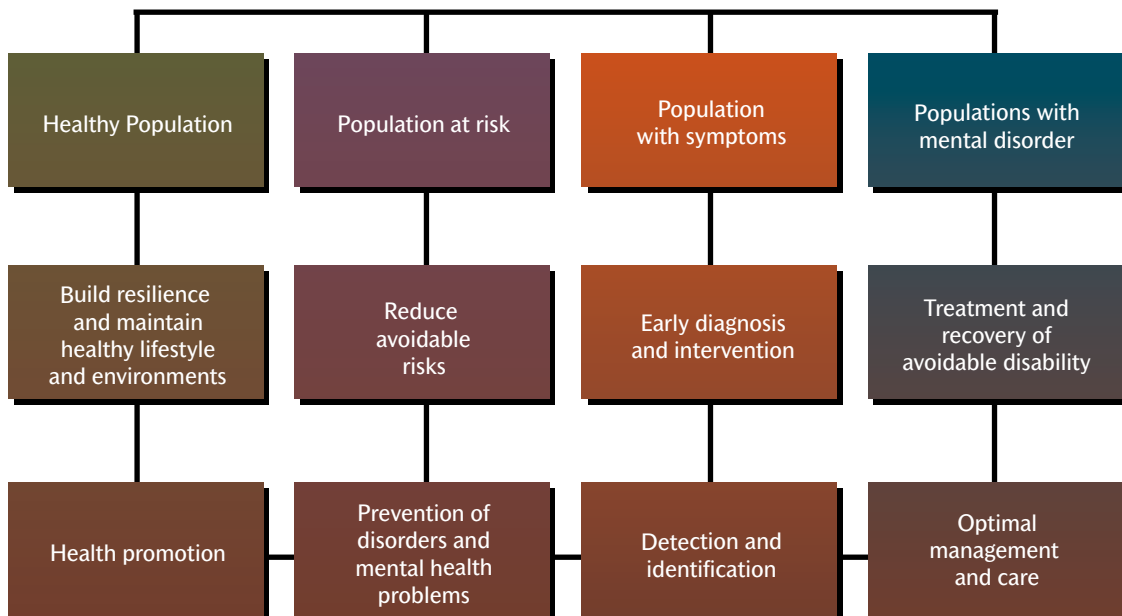 Healthy Population
Population at risk
Population
with symptoms
Populations with
mental disorder
Build resilience
and maintain
healthy lifestyle
and environments
Reduce
avoidable
risks
Early diagnosis
and intervention
Treatment and
recovery of
avoidable disability
Health promotion
Prevention of
disorders and
mental health
problems
Detection and
identification
Optimal
management
and care